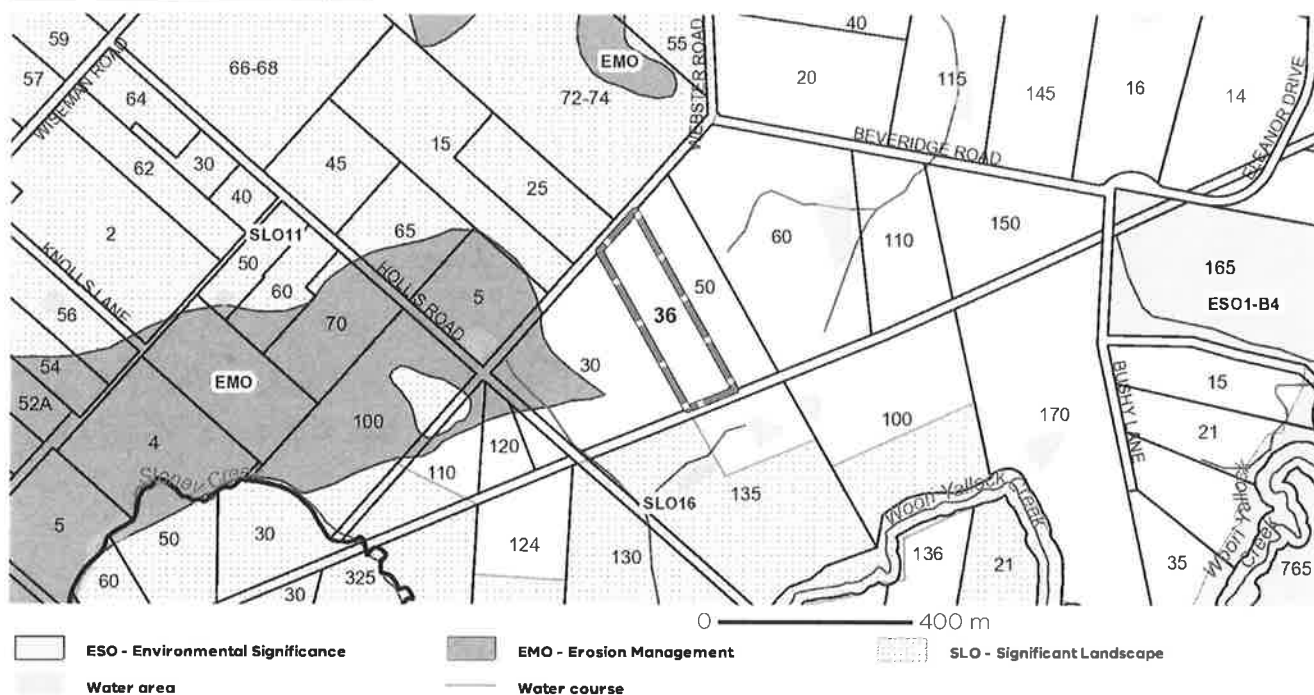 40
59
55
66-68
EMO
WEBSTER ROAD
20
115
145
16
14
57
WISEMAN ROAD
64
72-74
ELEANOR DRIVE
BEVERIDGE ROAD
15
45
62
30
25
40
SLO11
65
60
110
150
2
50
KNOLLS LANE
HOLLIS ROAD
165
60
5
50
ESO1-B4
56
70
36
54
EMO
30
BUSHY LANE
15
52A
100
100
170
21
4
120
Stoney Creek
110
135
Woori Yallock Creek
SLO16
Woori Yallock Creek
5
50
30
124
130
136
21
35
765
60
325
30
0 400 m
ESO - Environmental Significance
EMO - Erosion Management
SLO - Significant Landscape
Water area
Water course